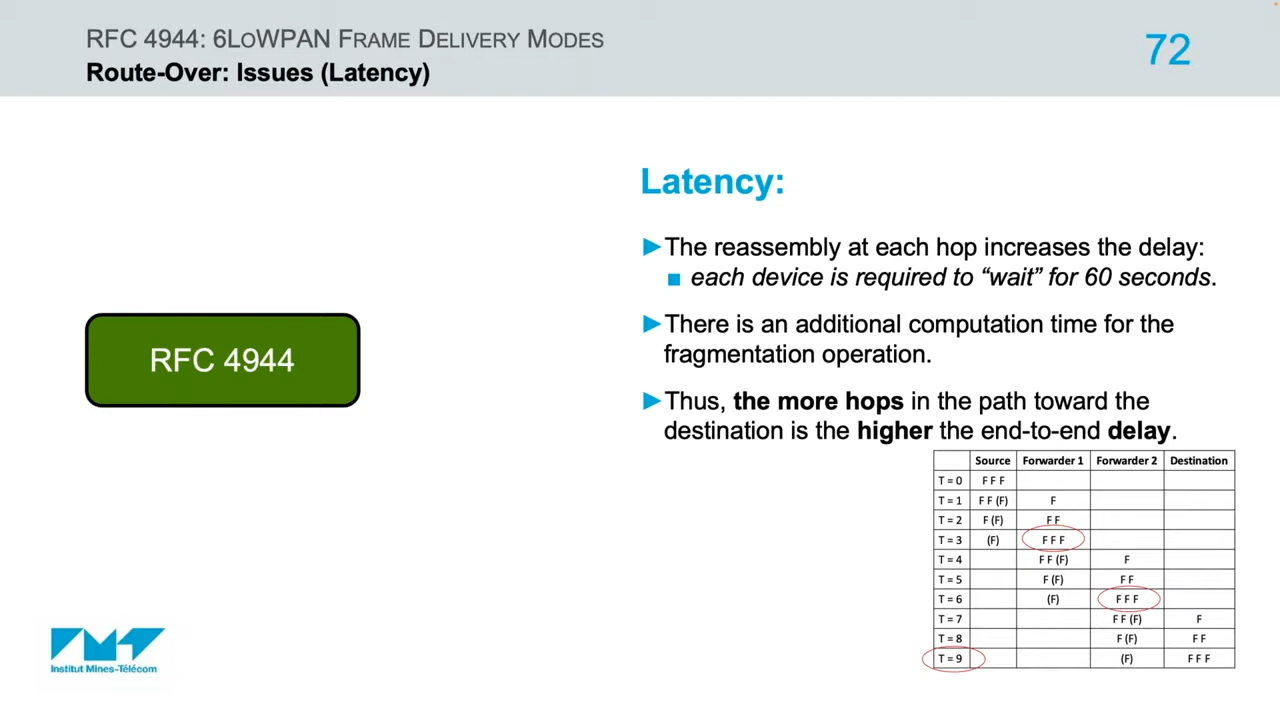 RFC 4944: 6LoWPAN Frame Delivery Modes
Route-Over: Issues (Latency)
72
Latency:
►The reassembly at each hop increases the delay:
■ each device is required to “wait” for 60 seconds.
►There is an additional computation time for the
fragmentation operation.
►Thus, the more hops in the path toward the
destination is the higher the end-to-end delay.
RFC 4944
Source Forwarder 1 Forwarder 2 Destination
T = 0 F F F
T = 1 F F (F) F
T = 2 F (F) F F
T = 3 (F) F F F
T = 4 F F (F) F
T = 5 F (F) F F
T = 6 (F) F F F
T = 7 F F (F) F
T = 8 F (F) F F
T = 9 (F) F F F
Institut Mines-Télécom